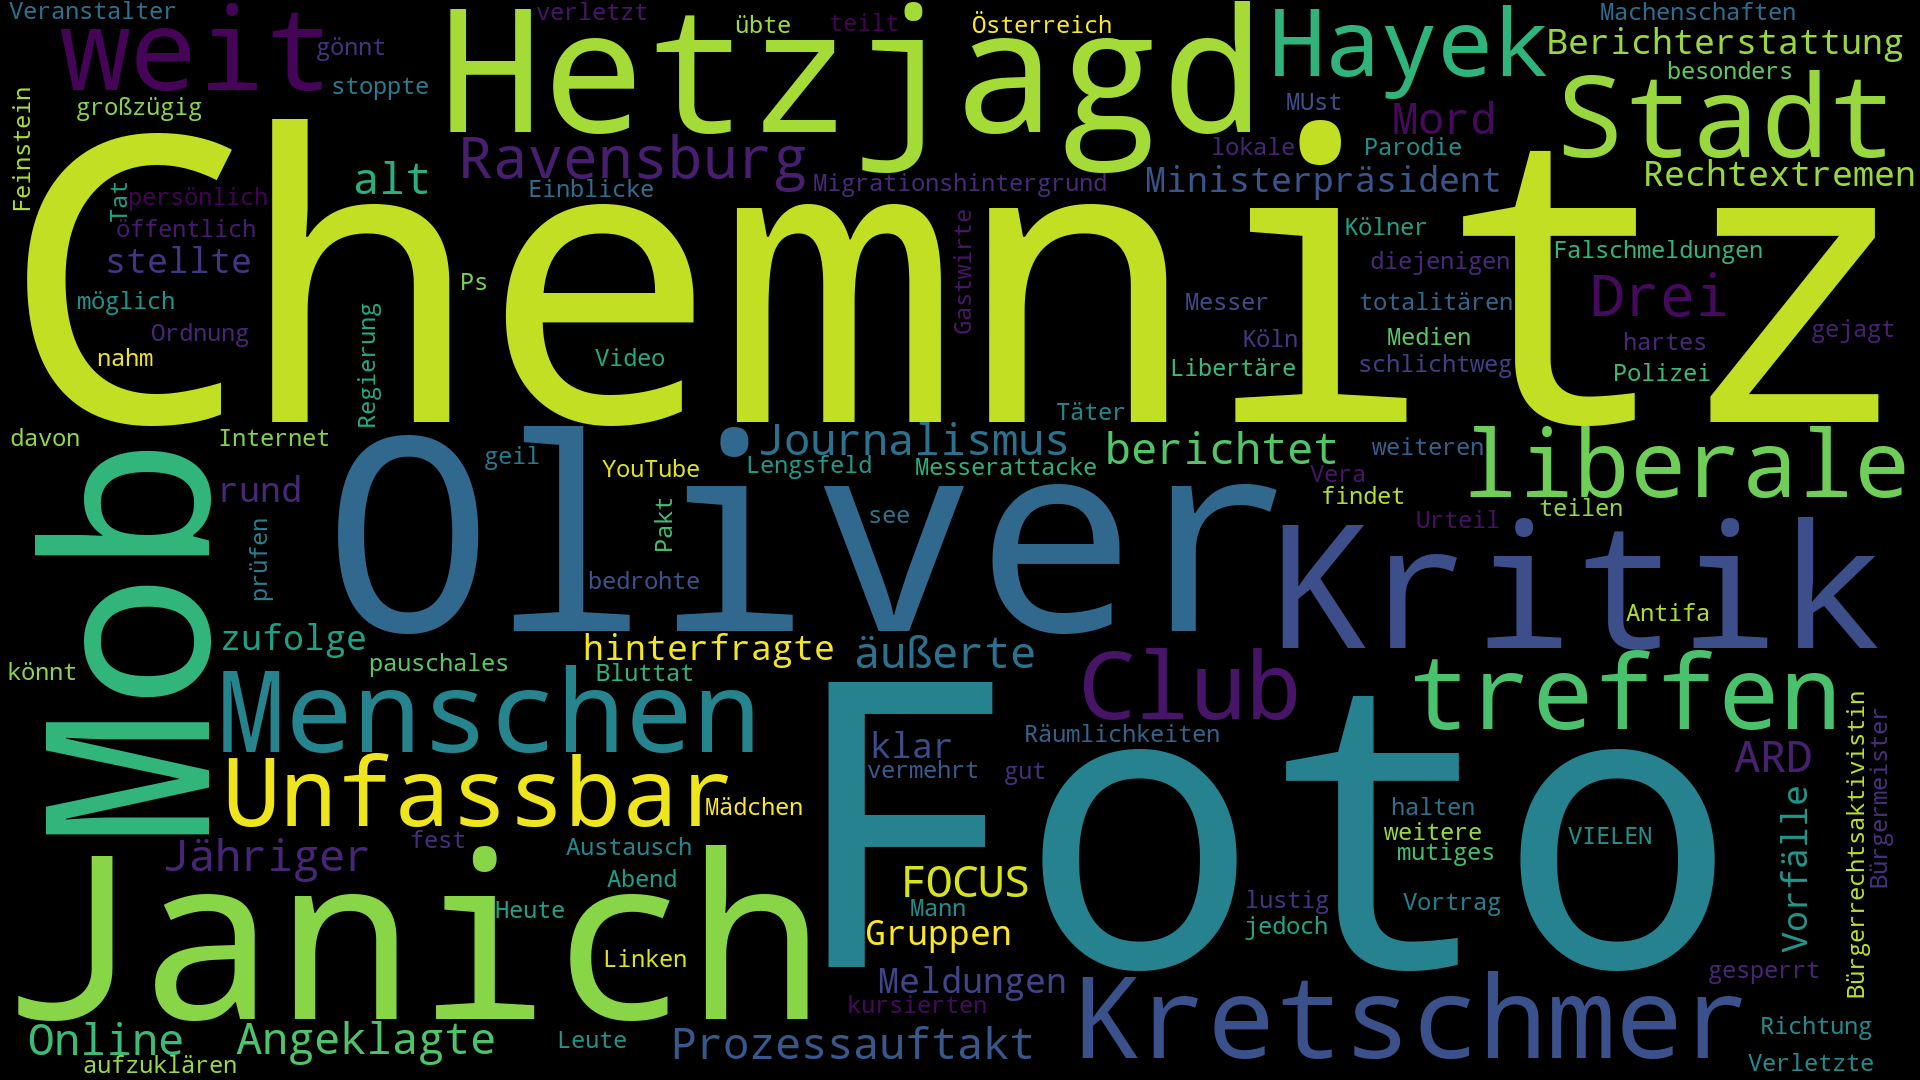 Veranstalter
weit
gönnt
verletzt
übte
teilt
Österreich
Hetzjagd
Hayek
Machenschaften
Berichterstattung
besonders
großzügig
stoppte
MUst
Mord
Stadt
Feinstein
Ravensburg
alt
Einblicke
Migrationshintergrund
lokale
Parodie
Ministerpräsident
Rechtextremen
Tat
persönlich
öffentlich
stellte
Chemnitz
Gastwirte
Kölner
diejenigen
Falschmeldungen
möglich
Ps
Messer
totalitären
Drei
Ordnung
Regierung
Köln
Medien
hartes
gejagt
nahm
Video
Libertäre
schlichtweg
Polizei
davon
Internet
Täter
Journalismus
berichtet
weiteren
liberale
Mob
rund
geil
YouTube
Lengsfeld
Messerattacke
Vera
findet
teilen
Oliver
prüfen
Pakt
see
Urteil
Kritik
bedrohte
Antifa
zufolge
hinterfragte
äußerte
könnt
pauschales
Bluttat
Club
treffen
Menschen
Foto
klar
Räumlichkeiten
ARD
Bürgerrechtsaktivistin
Bürgermeister
vermehrt
gut
Unfassbar
Mädchen
halten
Vorfälle
weitere
VIELEN
mutiges
Jähriger
fest
Austausch
Janich
Abend
FOCUS
Heute
Mann
lustig
Vortrag
jedoch
Gruppen
Linken
Meldungen
gesperrt
kursierten
Kretschmer
Online
Angeklagte
Leute
Prozessauftakt
Richtung
aufzuklären
Verletzte